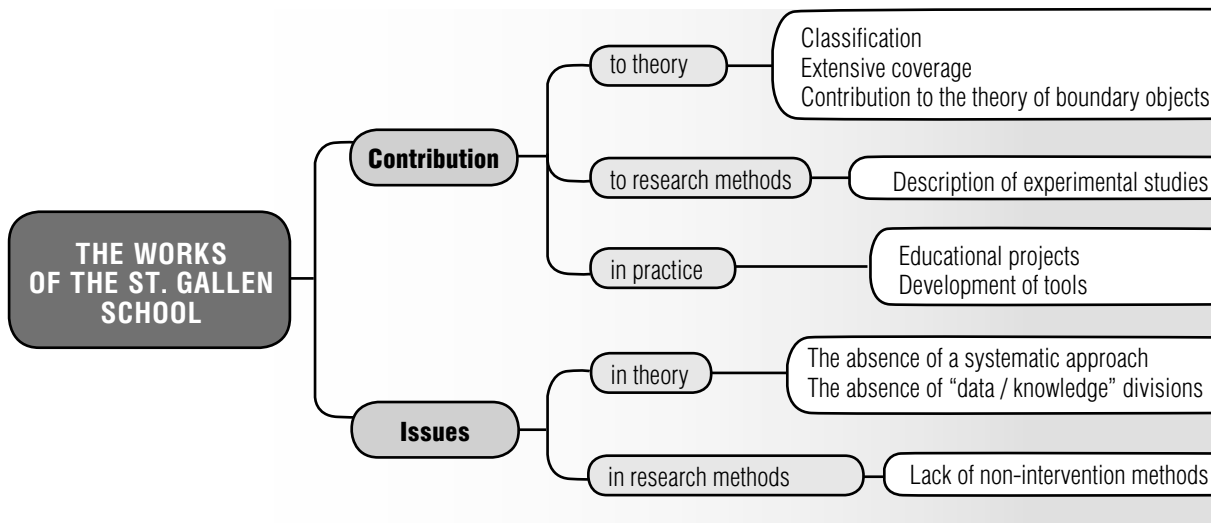 THE WORKS
OF THE ST. GALLEN
SCHOOL
Contribution
to theory
Classification
Extensive coverage
Contribution to the theory of boundary objects
to research methods
Description of experimental studies
in practice
Educational projects
Development of tools
Issues
in theory
The absence of a systematic approach
The absence of “data / knowledge” divisions
in research methods
Lack of non-intervention methods